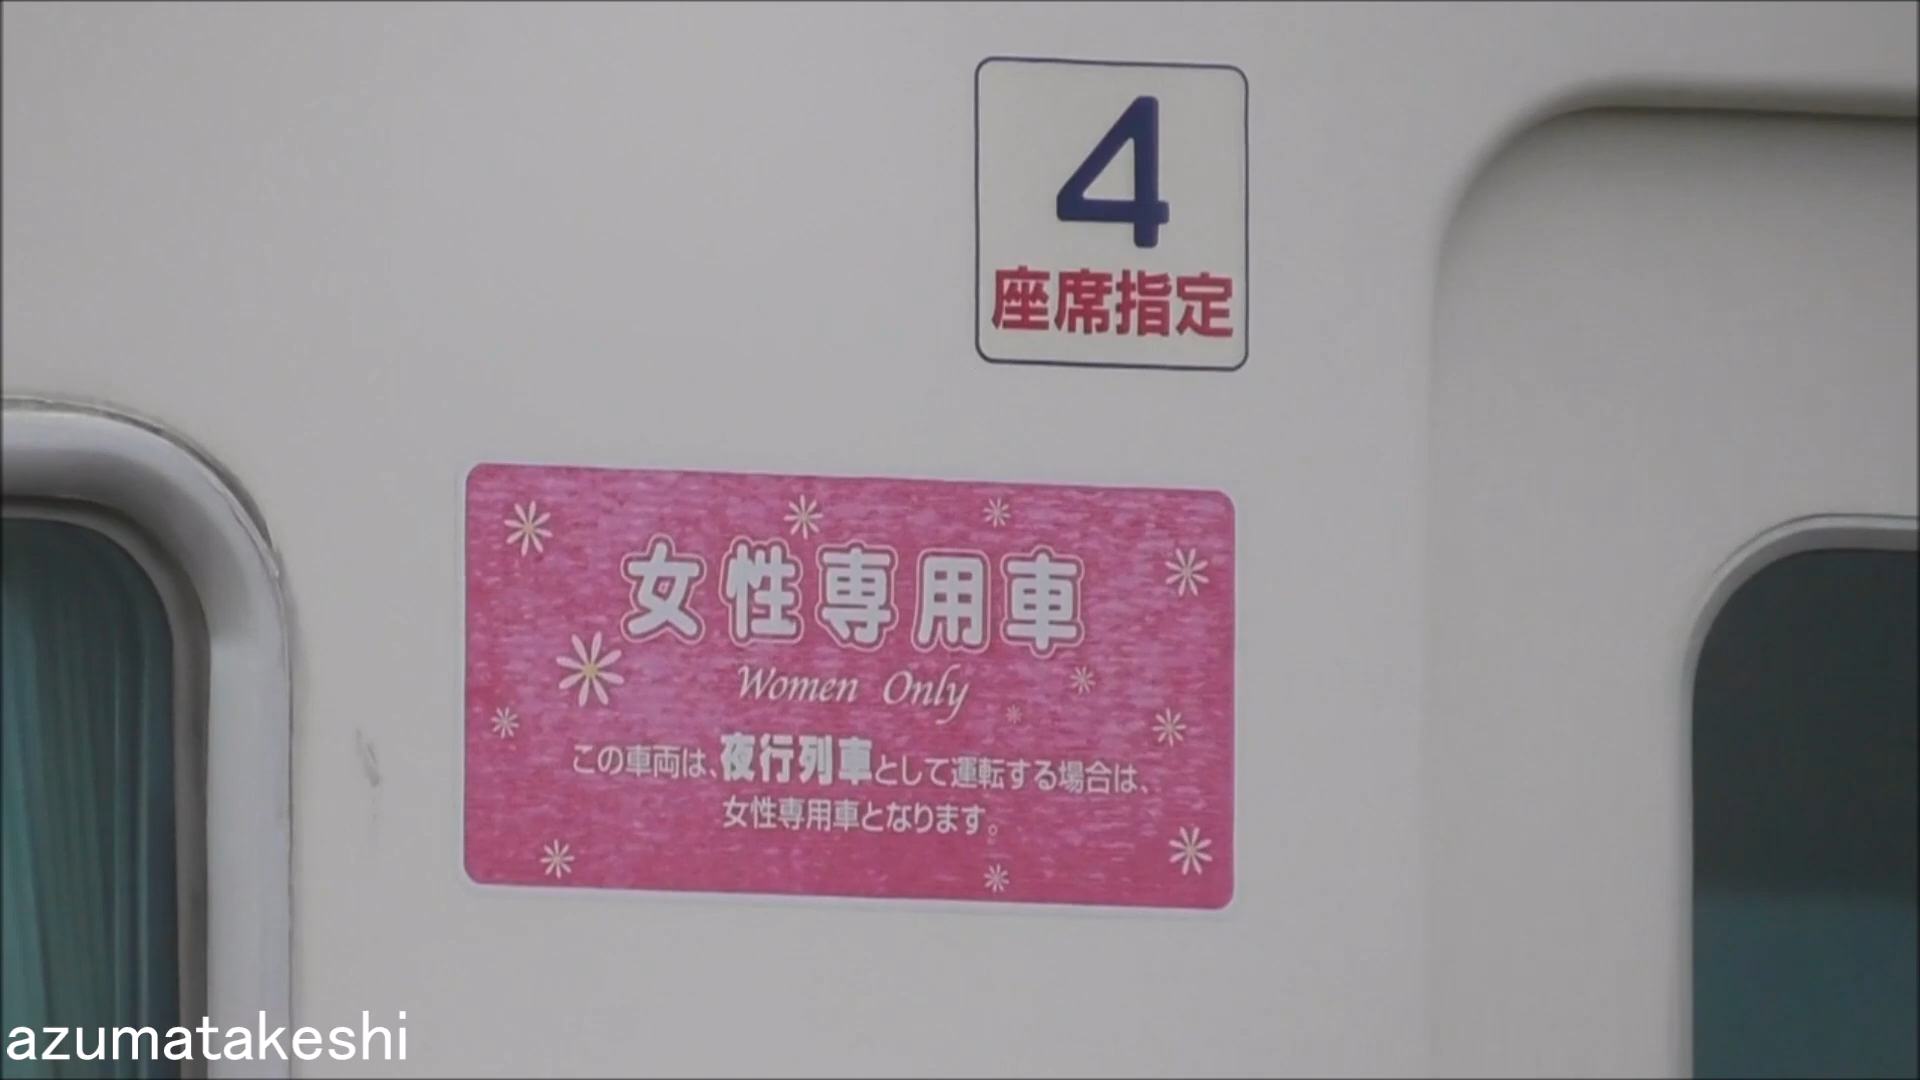 4
座席指定
女性専用車
Women Only
この車両は、夜行列車として運転する場合は、
女性専用車となります。
azumatakeshi